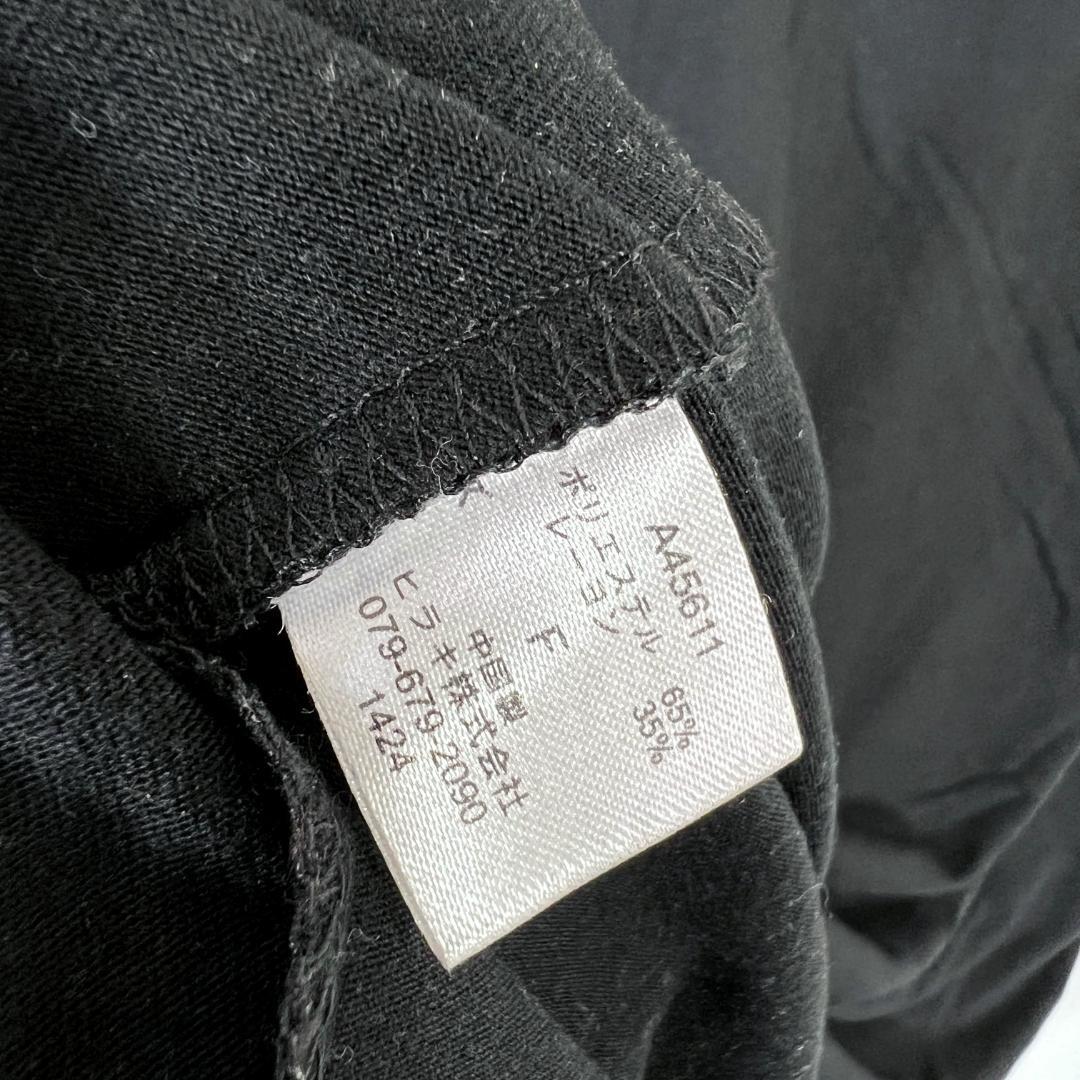 A45611
ポリエステル 65%
レーヨン 35%
ズ F
中国製
ヒラキ株式会社
079-679-2090
1424